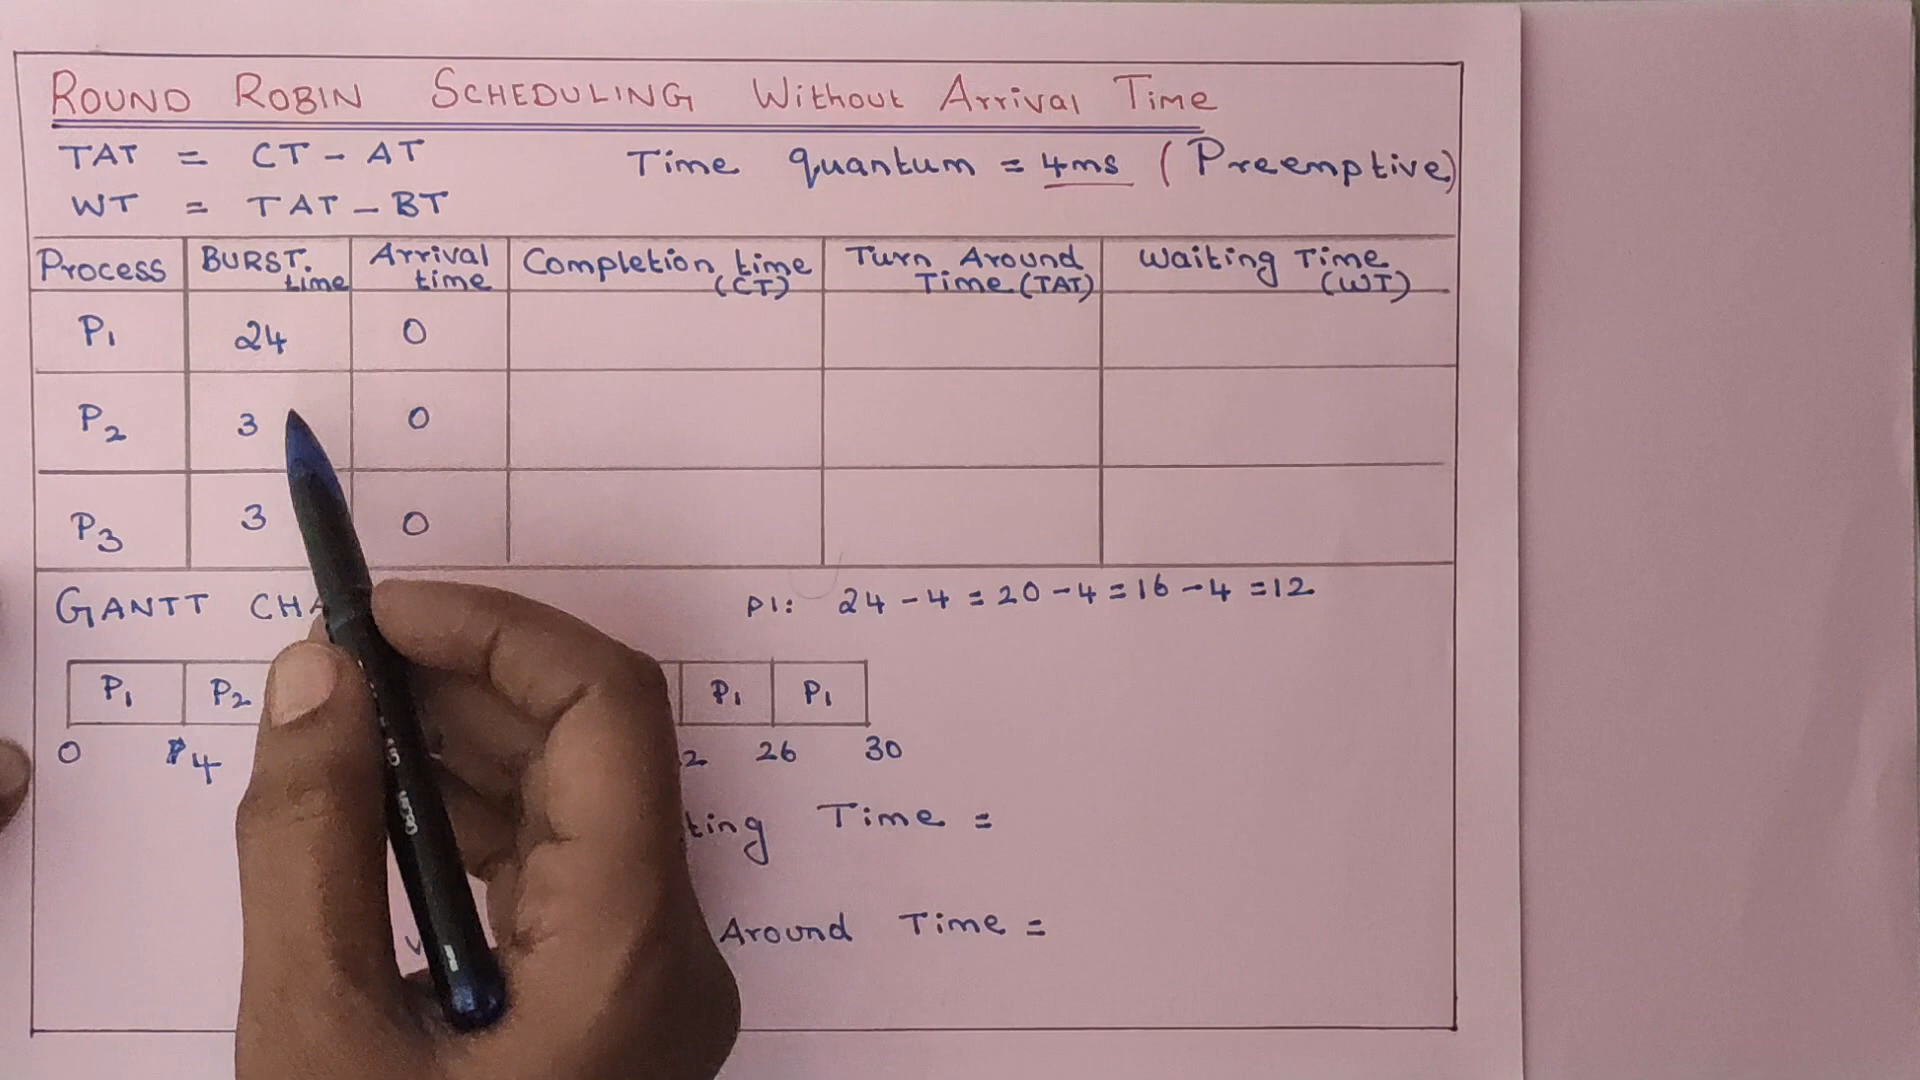 ROUND ROBIN SCHEDULING Without Arrival Time
TAT = CT - AT
Time quantum = 4ms (Preemptive)
WT = TAT - BT
Process BURST time Arrival time Completion time (CT) Turn Around Time (TAT) Waiting Time (WT)
P1 24 0
P2 3 0
P3 3 0
GANTT
P1: 24 - 4 = 20 - 4 = 16 - 4 = 12
P1 P2 P1 P1
0 4 26 30
Time =
Around Time =